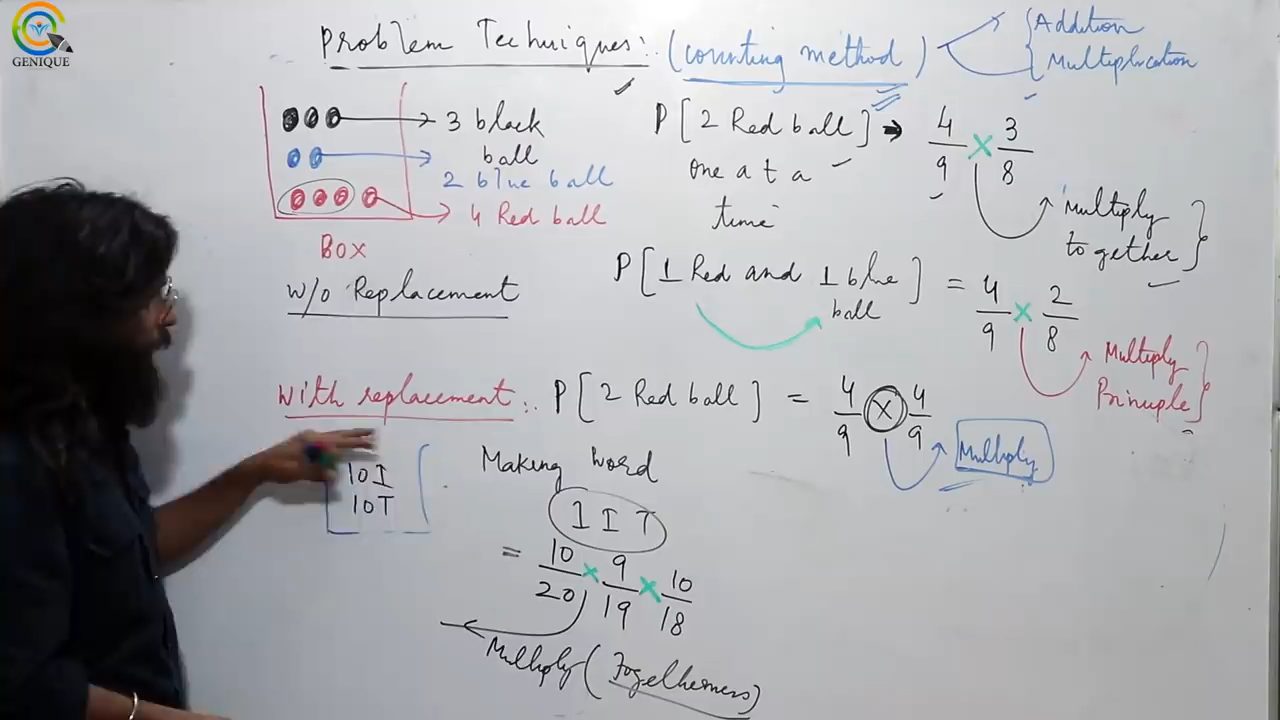 GENIQUE
Problem Techniques: (counting method) Addition
Multiplication
3 black
ball
2 blue ball
4 Red ball
Box
P[2 Red ball] → 4/9 × 3/8
one a t a
time
Multiply
together
W/o Replacement
P[1 Red and 1 blue ball] = 4/9 × 2/8
Multiply
Principle
With replacement: P[2 Red ball] = 4/9 × 4/9
Multiply
10 I
10 T
Making word
I I T
= 10/20 × 9/19 × 10/18
Multiply (Togetherness)